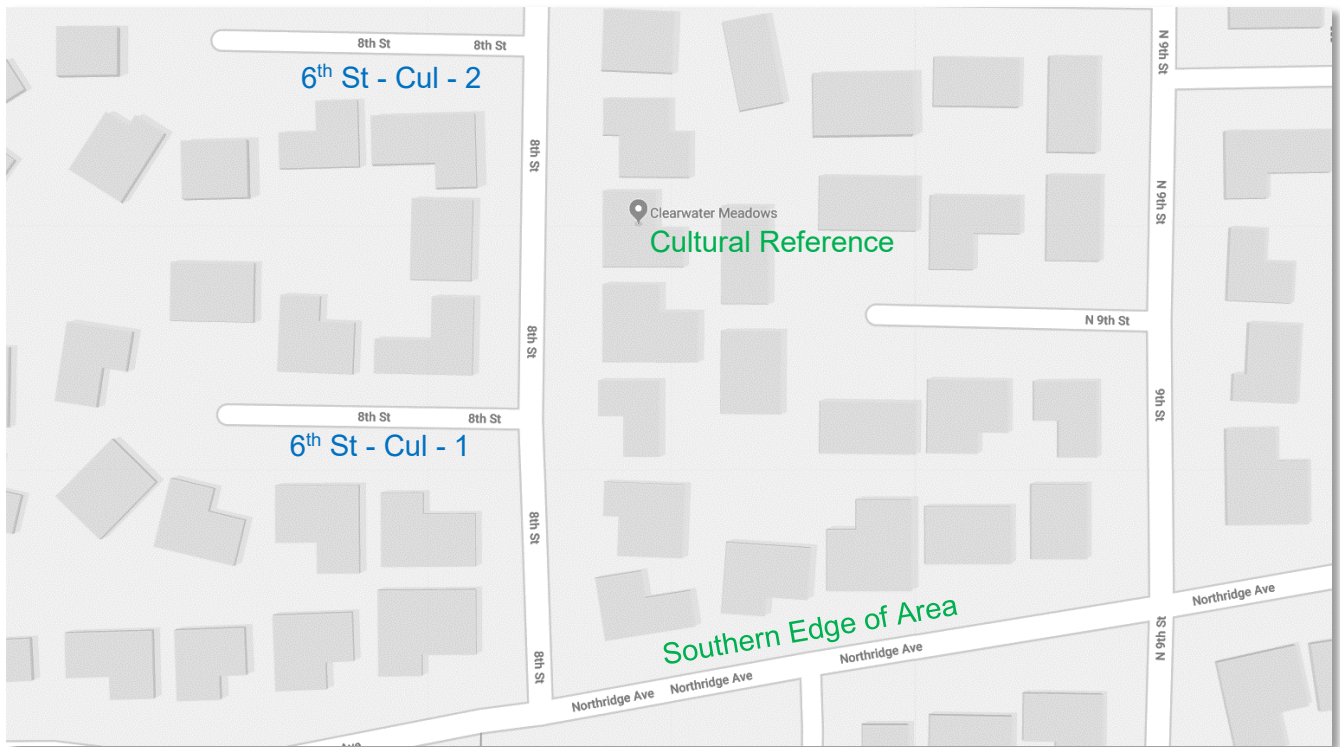 8th St
8th St
6th St - Cul - 2
N 9th St
8th St
N 9th St
Clearwater Meadows
Cultural Reference
N 9th St
8th St
9th St
8th St
8th St
6th St - Cul - 1
8th St
Northridge Ave
Southern Edge of Area
N 9th St
Northridge Ave
8th St
Northridge Ave
Northridge Ave
Ave